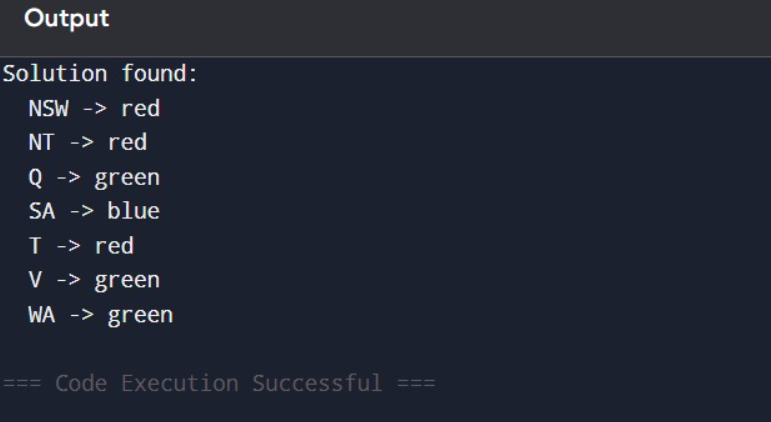 Output
Solution found:
NSW -> red
NT -> red
Q -> green
SA -> blue
T -> red
V -> green
WA -> green
=== Code Execution Successful ===